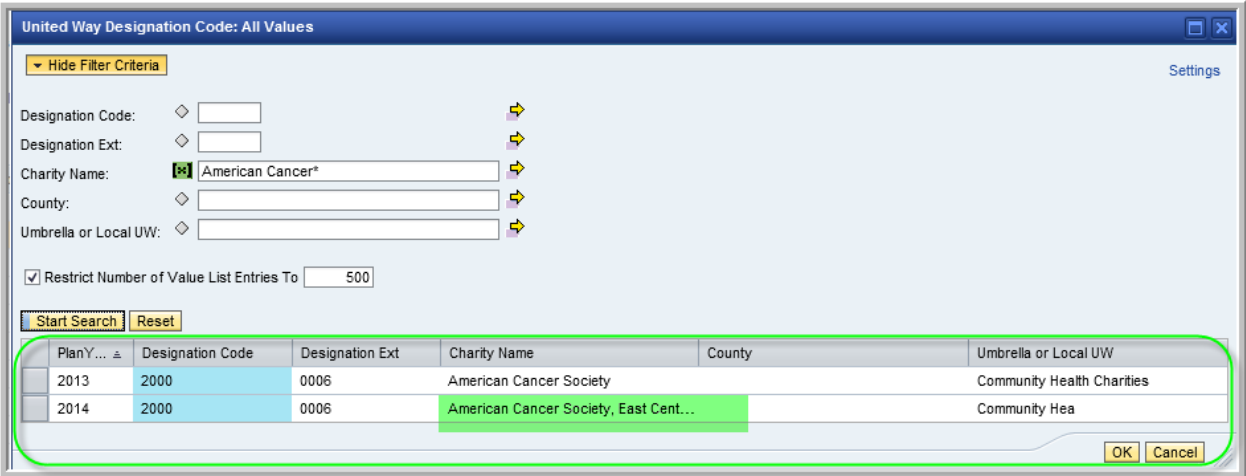 United Way Designation Code: All Values
Hide Filter Criteria
Settings
Designation Code:
Designation Ext:
Charity Name: American Cancer*
County:
Umbrella or Local UW:
Restrict Number of Value List Entries To 500
Start Search Reset
PlanY... Designation Code Designation Ext Charity Name County Umbrella or Local UW
2013 2000 0006 American Cancer Society Community Health Charities
2014 2000 0006 American Cancer Society, East Cent... Community Hea
OK Cancel